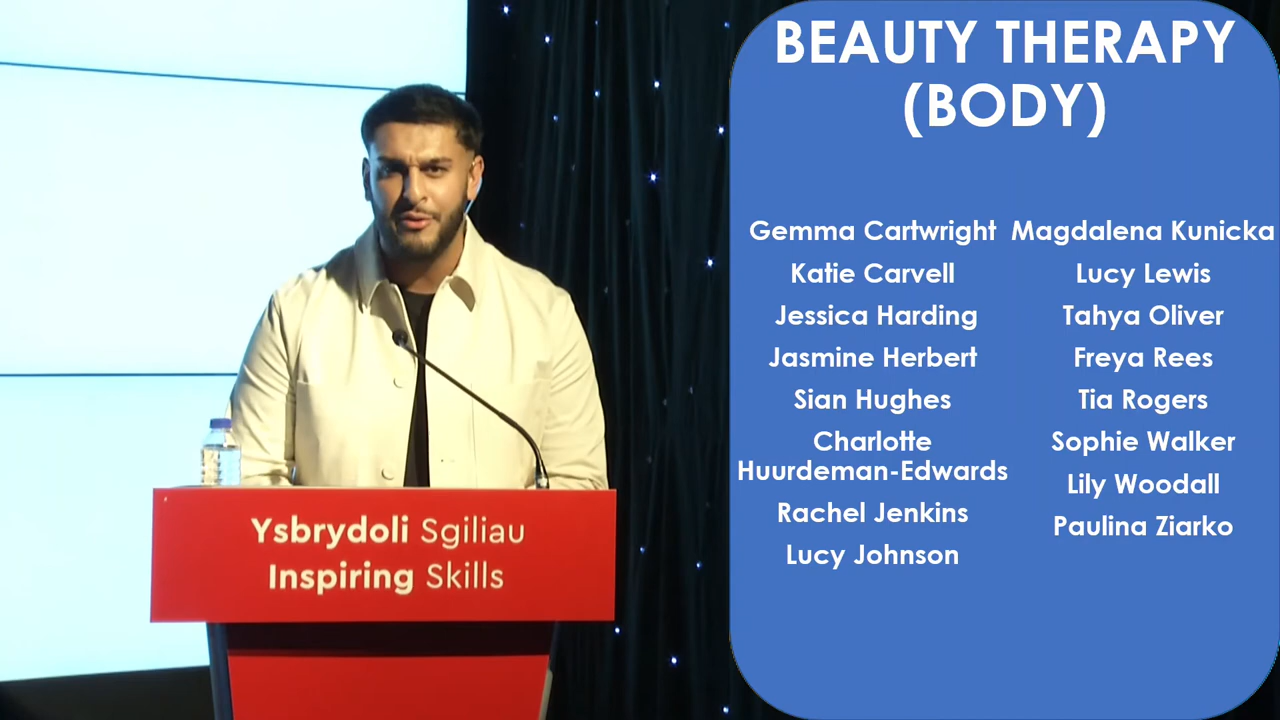 BEAUTY THERAPY
(BODY)
Gemma Cartwright
Katie Carvell
Jessica Harding
Jasmine Herbert
Sian Hughes
Charlotte
Huurdeman-Edwards
Rachel Jenkins
Lucy Johnson
Magdalena Kunicka
Lucy Lewis
Tahya Oliver
Freya Rees
Tia Rogers
Sophie Walker
Lily Woodall
Paulina Ziarko
Ysbrydoli Sgiliau
Inspiring Skills